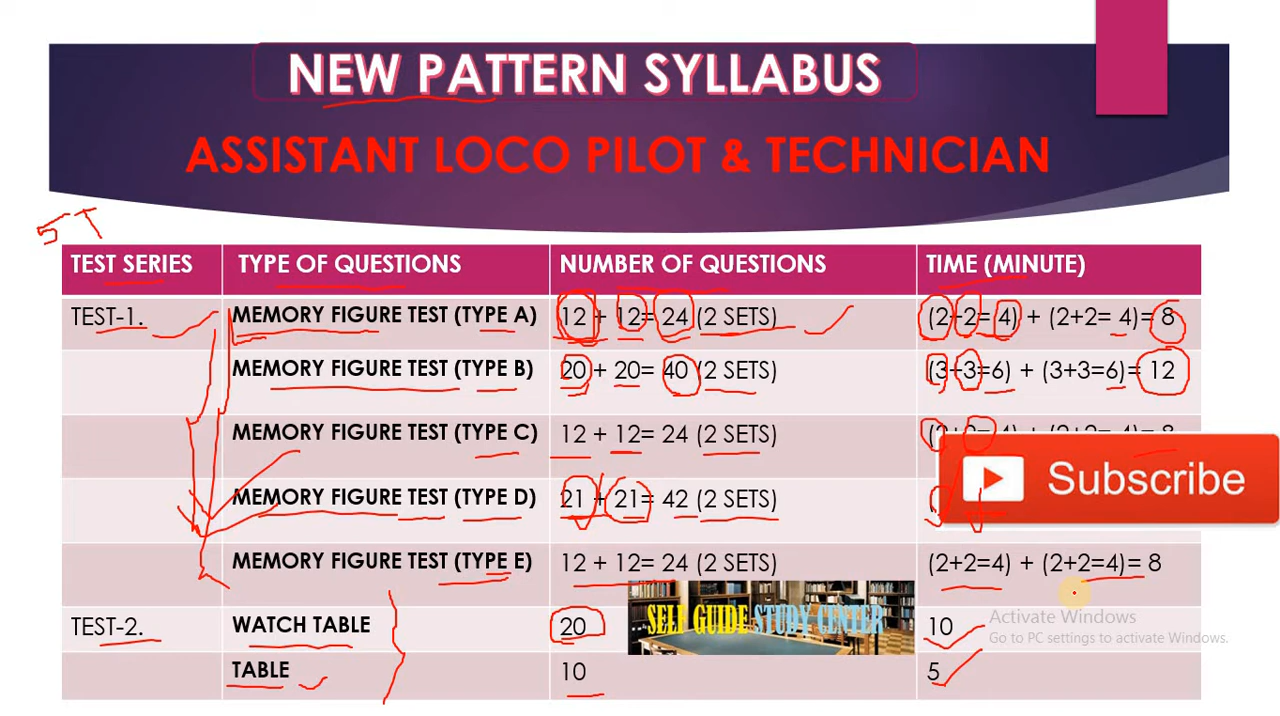 NEW PATTERN SYLLABUS
ASSISTANT LOCO PILOT & TECHNICIAN
5T
TEST SERIES TYPE OF QUESTIONS NUMBER OF QUESTIONS TIME (MINUTE)
TEST-1. MEMORY FIGURE TEST (TYPE A) 12 + 12= 24 (2 SETS) (2+2= 4) + (2+2= 4)= 8
MEMORY FIGURE TEST (TYPE B) 20 + 20= 40 (2 SETS) (3+3=6) + (3+3=6)= 12
MEMORY FIGURE TEST (TYPE C) 12 + 12= 24 (2 SETS)
Subscribe
MEMORY FIGURE TEST (TYPE D) 21 + 21= 42 (2 SETS)
MEMORY FIGURE TEST (TYPE E) 12 + 12= 24 (2 SETS) (2+2=4) + (2+2=4)= 8
SELF GUIDE STUDY CENTER
TEST-2. WATCH TABLE 20 10
Activate Windows
Go to PC settings to activate Windows.
TABLE 10 5